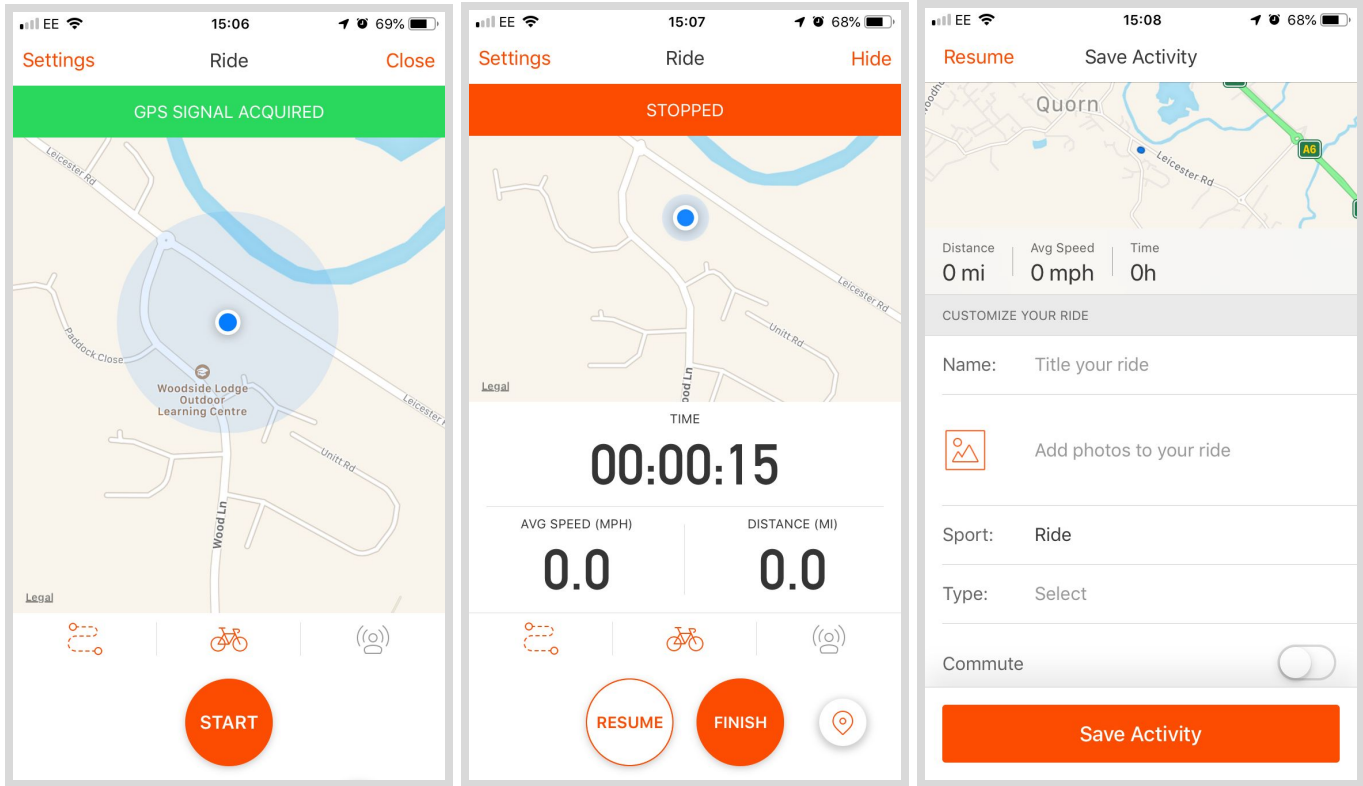 EE 15:06 69%
Settings Ride Close
GPS SIGNAL ACQUIRED
Leicester Rd
Paddock Close
Woodside Lodge
Outdoor
Learning Centre
Leicester
Unitt Rd
Wood Ln
Legal
START
EE 15:07 68%
Settings Ride Hide
STOPPED
Leicester Rd
Unitt Rd
ood Ln
Legal
TIME
00:00:15
AVG SPEED (MPH) DISTANCE (MI)
0.0 0.0
RESUME FINISH
EE 15:08 68%
Resume Save Activity
Quorn
A6
Leicester Rd
Distance Avg Speed Time
0 mi 0 mph 0h
CUSTOMIZE YOUR RIDE
Name: Title your ride
Add photos to your ride
Sport: Ride
Type: Select
Commute
Save Activity